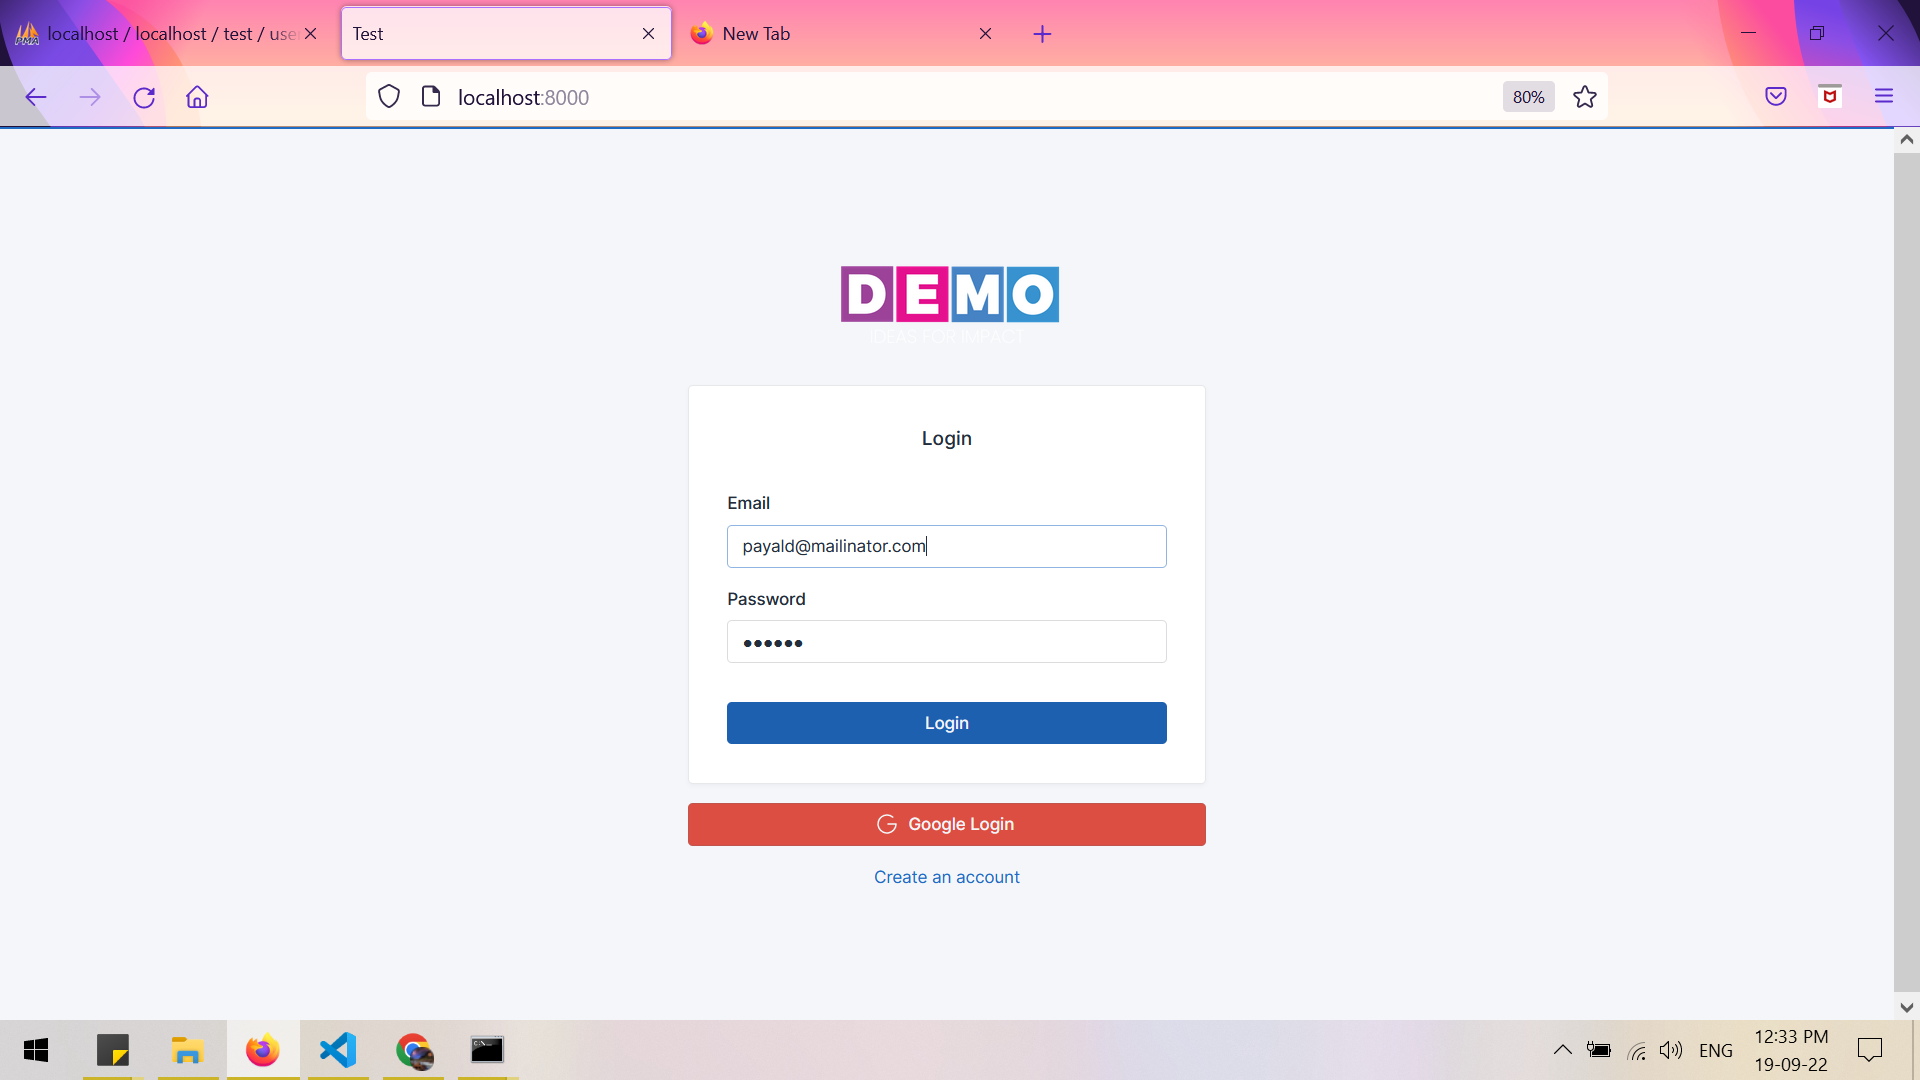 localhost / localhost / test / use
Test
New Tab
localhost:8000
80%
DEMO
IDEAS FOR IMPACT
Login
Email
payald@mailinator.com
Password
Login
Google Login
Create an account
ENG
12:33 PM
19-09-22